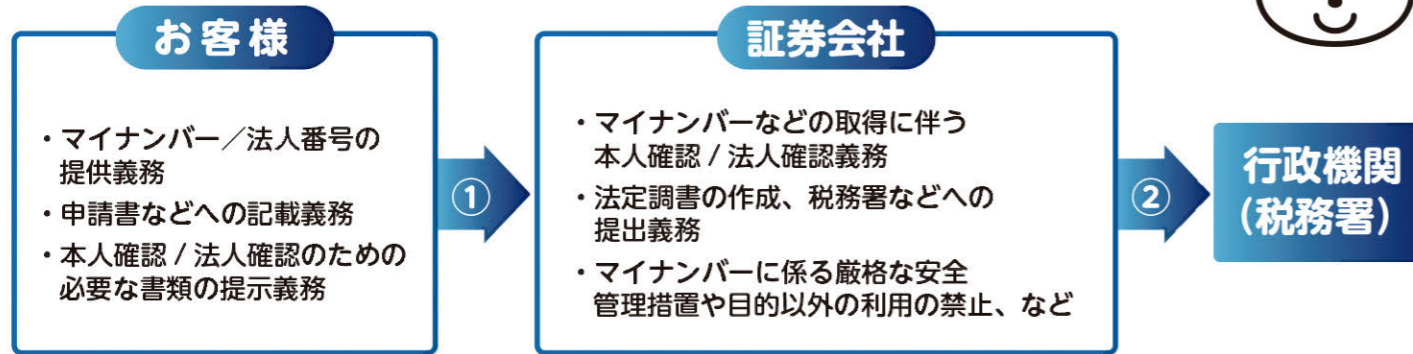 お客様
・マイナンバー／法人番号の
提供義務
・申請書などへの記載義務
・本人確認 / 法人確認のための
必要な書類の提示義務
①
証券会社
・マイナンバーなどの取得に伴う
本人確認 / 法人確認義務
・法定調書の作成、税務署などへの
提出義務
・マイナンバーに係る厳格な安全
管理措置や目的以外の利用の禁止、など
②
行政機関
(税務署)